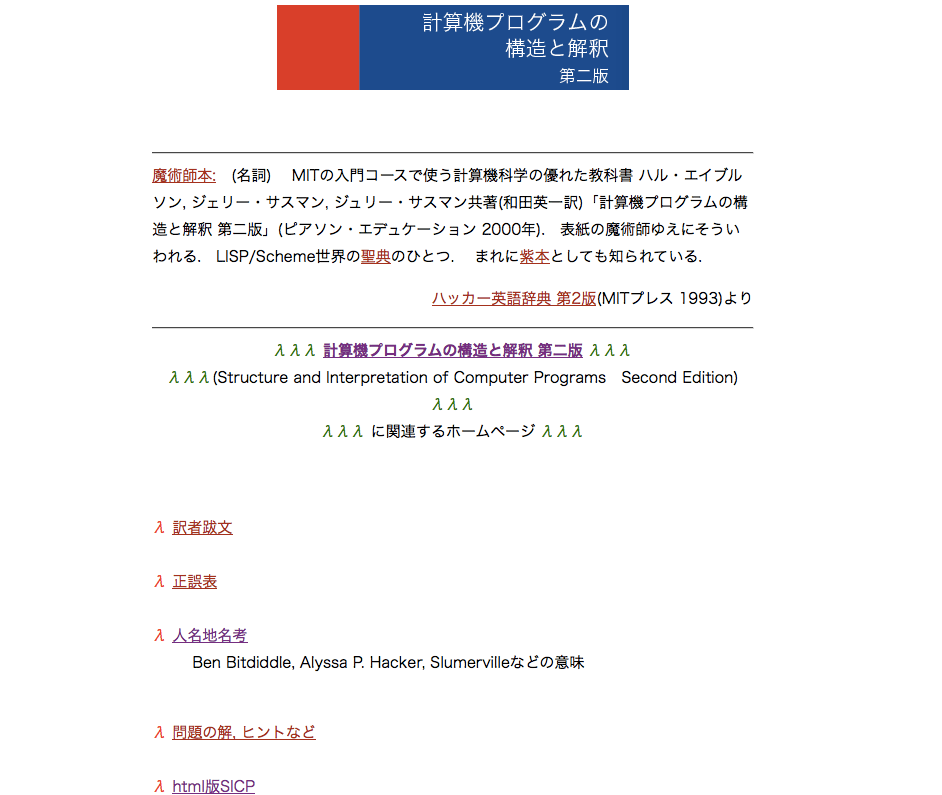 計算機プログラムの
構造と解釈
第二版
魔術師本:　(名詞)　 MITの入門コースで使う計算機科学の優れた教科書 ハル・エイブル
ソン, ジェリー・サスマン, ジュリー・サスマン共著(和田英一訳)「計算機プログラムの構
造と解釈 第二版」(ピアソン・エデュケーション 2000年).　表紙の魔術師ゆえにそうい
われる.　LISP/Scheme世界の聖典のひとつ.　 まれに紫本としても知られている.
ハッカー英語辞典 第2版(MITプレス 1993)より
λ λ λ 計算機プログラムの構造と解釈 第二版 λ λ λ
λ λ λ (Structure and Interpretation of Computer Programs　Second Edition)
λ λ λ
λ λ λ に関連するホームページ λ λ λ
λ 訳者跋文
λ 正誤表
λ 人名地名考
Ben Bitdiddle, Alyssa P. Hacker, Slumervilleなどの意味
λ 問題の解, ヒントなど
λ html版SICP